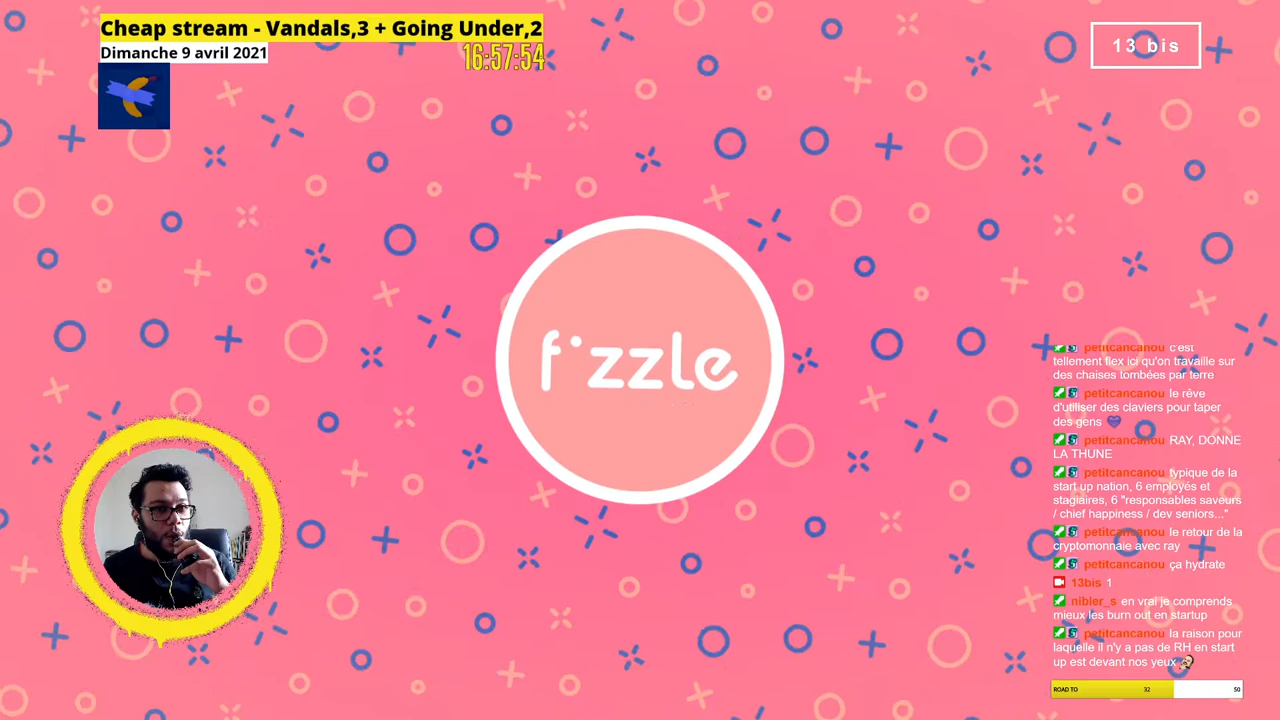 Cheap stream - Vandals,3 + Going Under,2
Dimanche 9 avril 2021
16:57:54
13 bis
fizzle
petitcancanou c'est
tellement flex ici qu'on travaille sur
des chaises tombées par terre
petitcancanou le rêve
d'utiliser des claviers pour taper
des gens
petitcancanou RAY, DONNE
LA THUNE
petitcancanou typique de la
start up nation, 6 employés et
stagiaires, 6 "responsables saveurs
/ chief happiness / dev seniors..."
petitcancanou le retour de la
cryptomonnaie avec ray
petitcancanou ça hydrate
13bis 1
nibler_s en vrai je comprends
mieux les burn out en startup
petitcancanou la raison pour
laquelle il n'y a pas de RH en start
up est devant nos yeux
ROAD TO 32 50